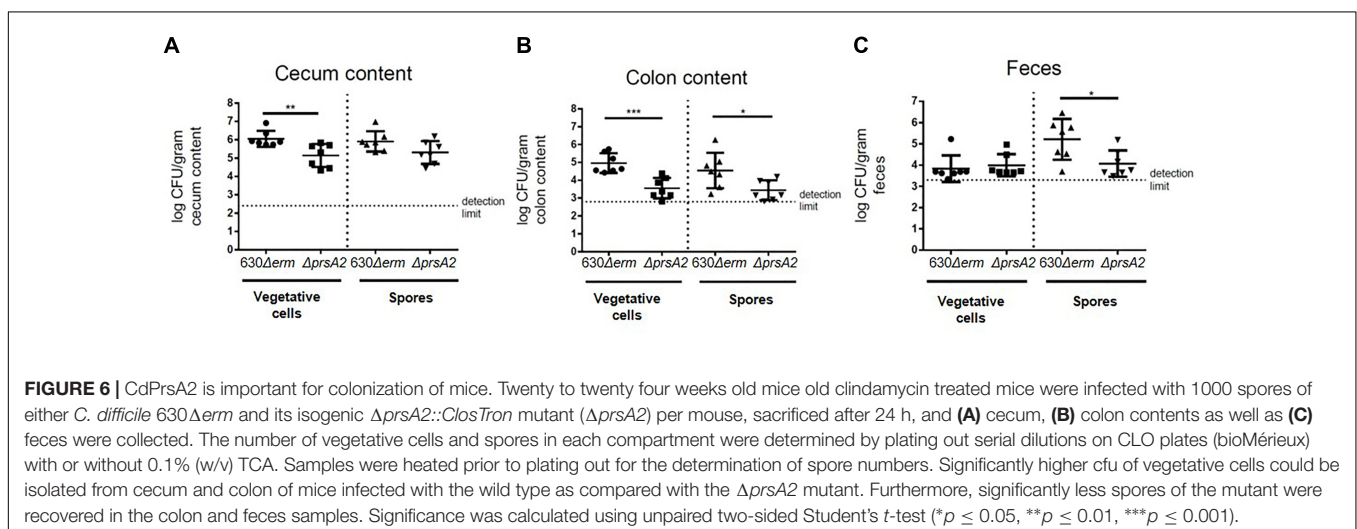 A
Cecum content
**
log CFU/gram
cecum content
8
7
6
5
4
3
2
1
0
detection
limit
630Δerm ΔprsA2 630Δerm ΔprsA2
Vegetative
cells
Spores
B
Colon content
***
*
log CFU/gram
colon content
8
7
6
5
4
3
2
1
0
detection
limit
630Δerm ΔprsA2 630Δerm ΔprsA2
Vegetative
cells
Spores
C
Feces
*
log CFU/gram
feces
7
6
5
4
3
2
1
0
detection
limit
630Δerm ΔprsA2 630Δerm ΔprsA2
Vegetative
cells
Spores
FIGURE 6 | CdPrsA2 is important for colonization of mice. Twenty to twenty four weeks old mice old clindamycin treated mice were infected with 1000 spores of
either C. difficile 630Δerm and its isogenic ΔprsA2::ClosTron mutant (ΔprsA2) per mouse, sacrificed after 24 h, and (A) cecum, (B) colon contents as well as (C)
feces were collected. The number of vegetative cells and spores in each compartment were determined by plating out serial dilutions on CLO plates (bioMérieux)
with or without 0.1% (w/v) TCA. Samples were heated prior to plating out for the determination of spore numbers. Significantly higher cfu of vegetative cells could be
isolated from cecum and colon of mice infected with the wild type as compared with the ΔprsA2 mutant. Furthermore, significantly less spores of the mutant were
recovered in the colon and feces samples. Significance was calculated using unpaired two-sided Student's t-test (*p ≤ 0.05, **p ≤ 0.01, ***p ≤ 0.001).